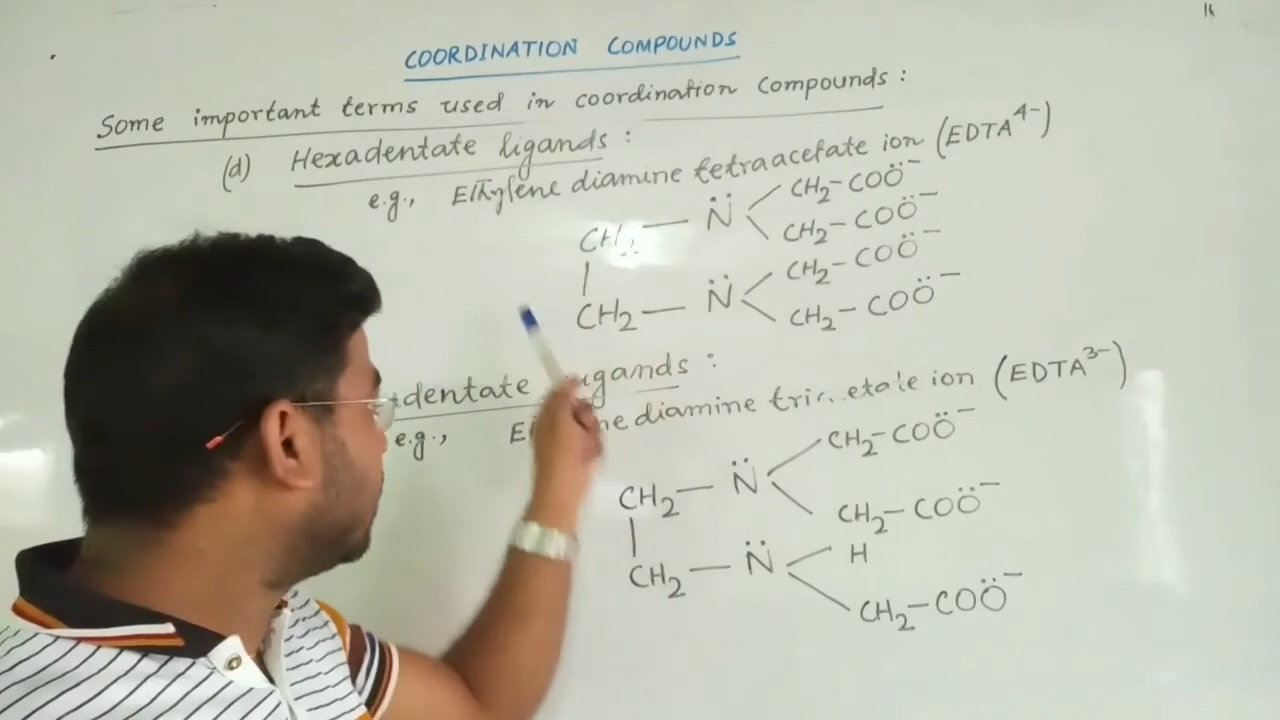 COORDINATION COMPOUNDS
Some important terms used in coordination compounds :
(d) Hexadentate ligands :
e.g., Ethylene diamine tetraacetate ion (EDTA⁴⁻)
CH₂ — N̈ CH₂-COÖ⁻
CH₂-COÖ⁻
CH₂ — N̈ CH₂-COÖ⁻
CH₂-COÖ⁻
dentate ligands :
e.g., diamine ion (EDTA³⁻)
CH₂ — N̈ CH₂-COÖ⁻
CH₂-COÖ⁻
CH₂ — N̈ H
CH₂-COÖ⁻